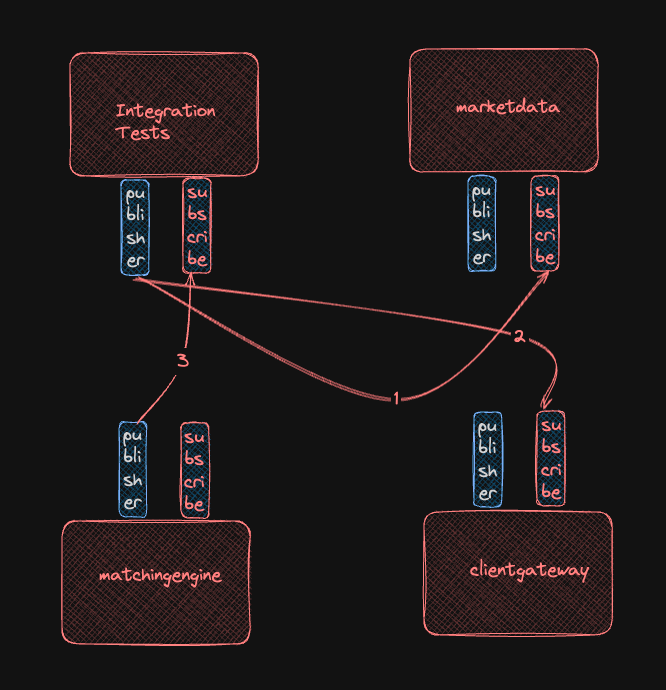 Integration
Tests
marketdata
pu
bli
sh
er
su
bs
cri
be
pu
bli
sh
er
su
bs
cri
be
2
3
1
pu
bli
sh
er
su
bs
cri
be
pu
bli
sh
er
su
bs
cri
be
matchingengine
clientgateway